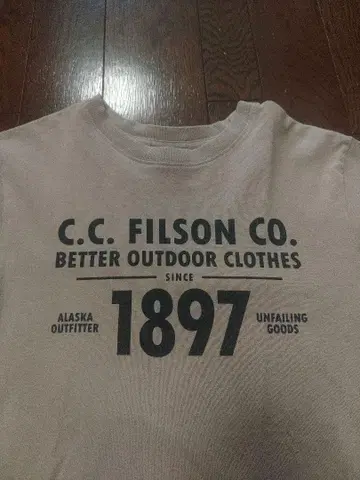 C.C. FILSON CO.
BETTER OUTDOOR CLOTHES
SINCE
ALASKA OUTFITTER
1897
UNFAILING GOODS